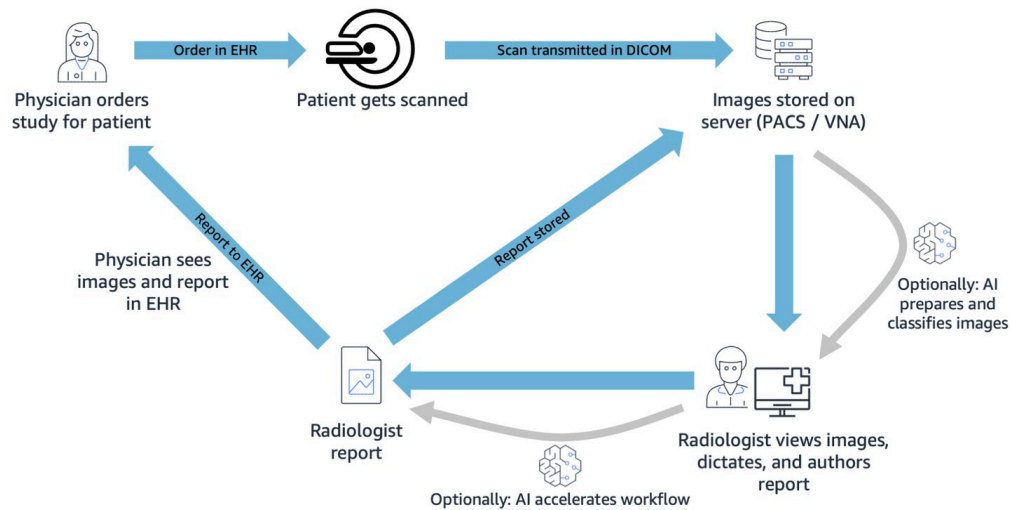 Order in EHR
Scan transmitted in DICOM
Physician orders
study for patient
Patient gets scanned
Images stored on
server (PACS / VNA)
Report to EHR
Report stored
Physician sees
images and report
in EHR
Optionally: AI
prepares and
classifies images
Radiologist
report
Radiologist views images,
dictates, and authors
report
Optionally: AI accelerates workflow